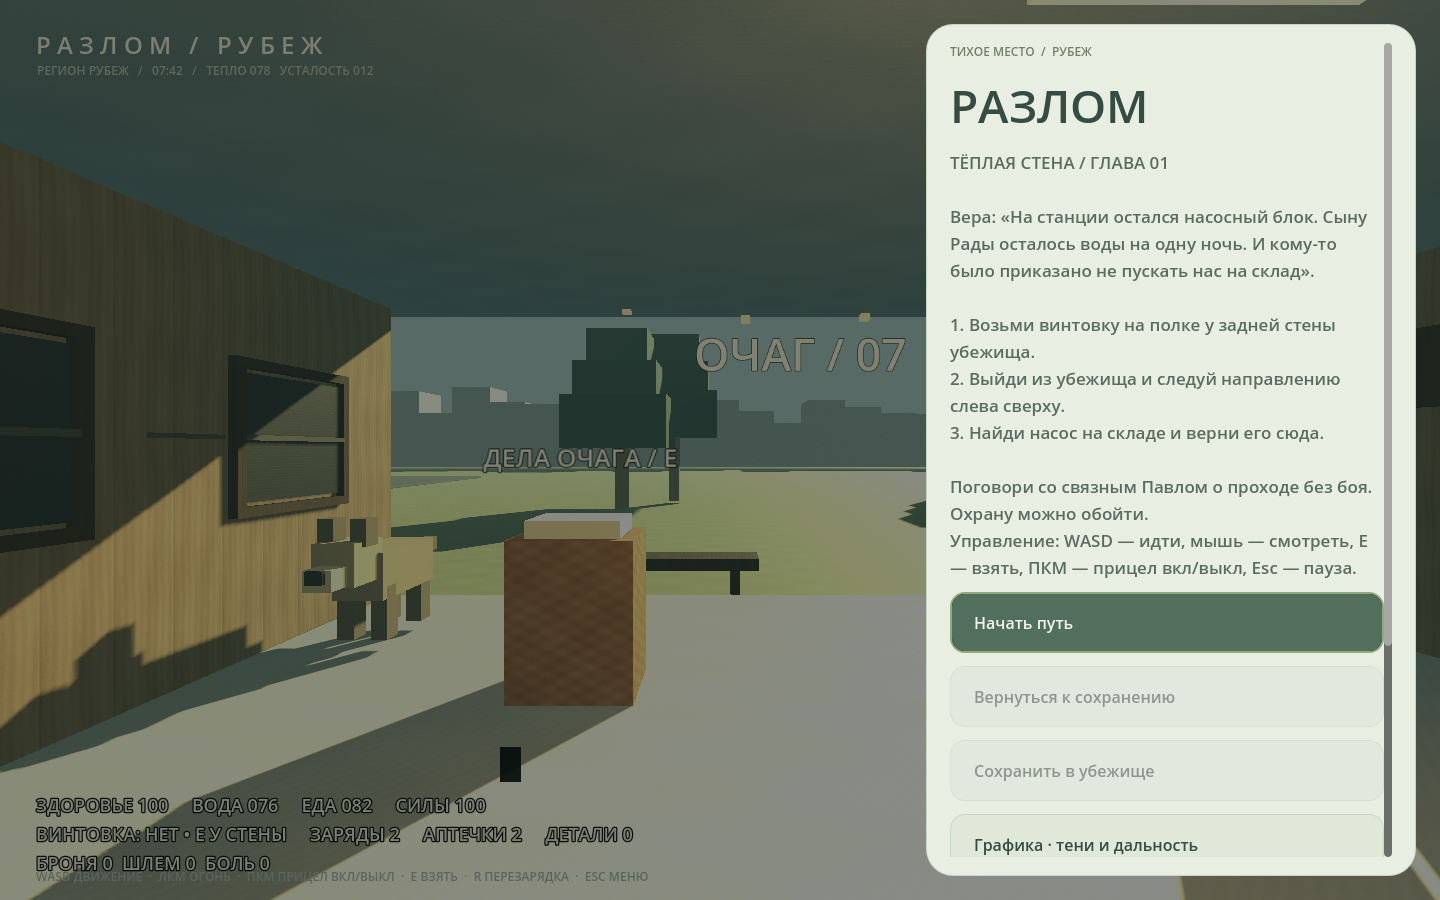 РАЗЛОМ / РУБЕЖ
РЕГИОН РУБЕЖ / 07:42 / ТЕПЛО 078 УСТАЛОСТЬ 012
ОЧАГ / 07
ДЕЛА ОЧАГА / E
ЗДОРОВЬЕ 100 ВОДА 076 ЕДА 082 СИЛЫ 100
ВИНТОВКА: НЕТ • E У СТЕНЫ ЗАРЯДЫ 2 АПТЕЧКИ 2 ДЕТАЛИ 0
БРОНЯ 0 ШЛЕМ 0 БОЛЬ 0
WASD ДВИЖЕНИЕ · ЛКМ ОГОНЬ · ПКМ ПРИЦЕЛ ВКЛ/ВЫКЛ · E ВЗЯТЬ · R ПЕРЕЗАРЯДКА · ESC МЕНЮ
ТИХОЕ МЕСТО / РУБЕЖ
РАЗЛОМ
ТЁПЛАЯ СТЕНА / ГЛАВА 01
Вера: «На станции остался насосный блок. Сыну
Рады осталось воды на одну ночь. И кому-то
было приказано не пускать нас на склад».
1. Возьми винтовку на полке у задней стены
убежища.
2. Выйди из убежища и следуй направлению
слева сверху.
3. Найди насос на складе и верни его сюда.
Поговори со связным Павлом о проходе без боя.
Охрану можно обойти.
Управление: WASD — идти, мышь — смотреть, E
— взять, ПКМ — прицел вкл/выкл, Esc — пауза.
Начать путь
Вернуться к сохранению
Сохранить в убежище
Графика · тени и дальность